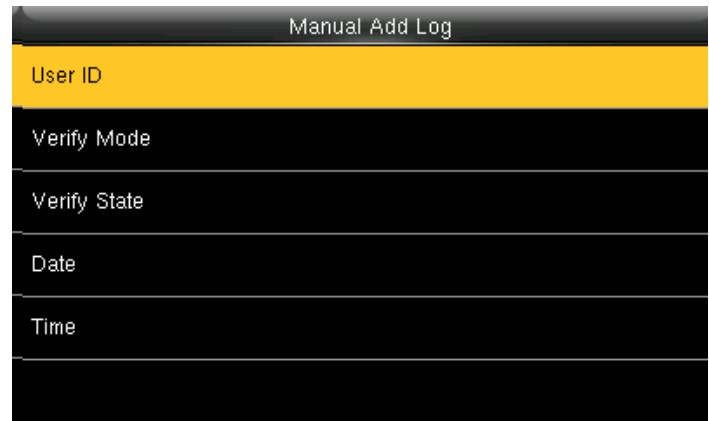 Manual Add Log
User ID
Verify Mode
Verify State
Date
Time